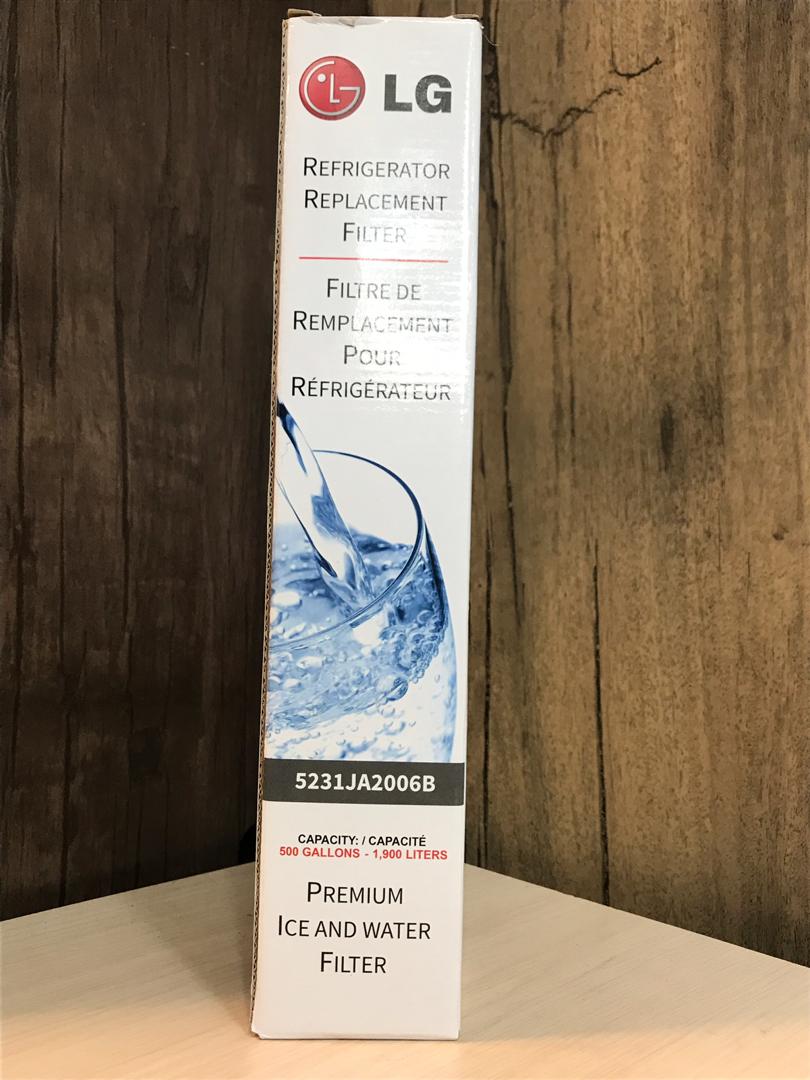 LG
REFRIGERATOR
REPLACEMENT
FILTER
FILTRE DE
REMPLACEMENT
POUR
RÉFRIGÉRATEUR
5231JA2006B
CAPACITY: / CAPACITÉ
500 GALLONS - 1,900 LITERS
PREMIUM
ICE AND WATER
FILTER